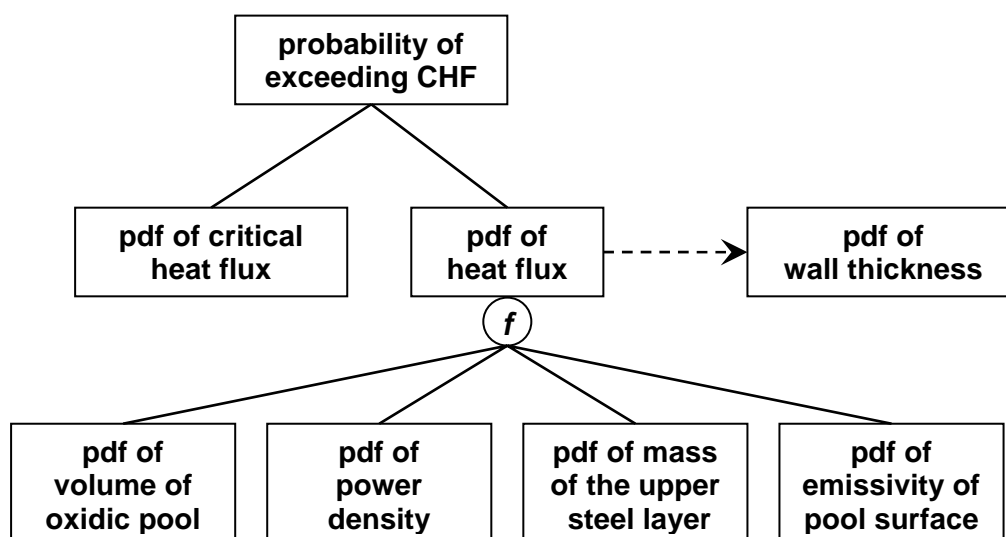 probability of
exceeding CHF
pdf of critical
heat flux
pdf of
heat flux
pdf of
wall thickness
f
pdf of
volume of
oxidic pool
pdf of
power
density
pdf of mass
of the upper
steel layer
pdf of
emissivity of
pool surface